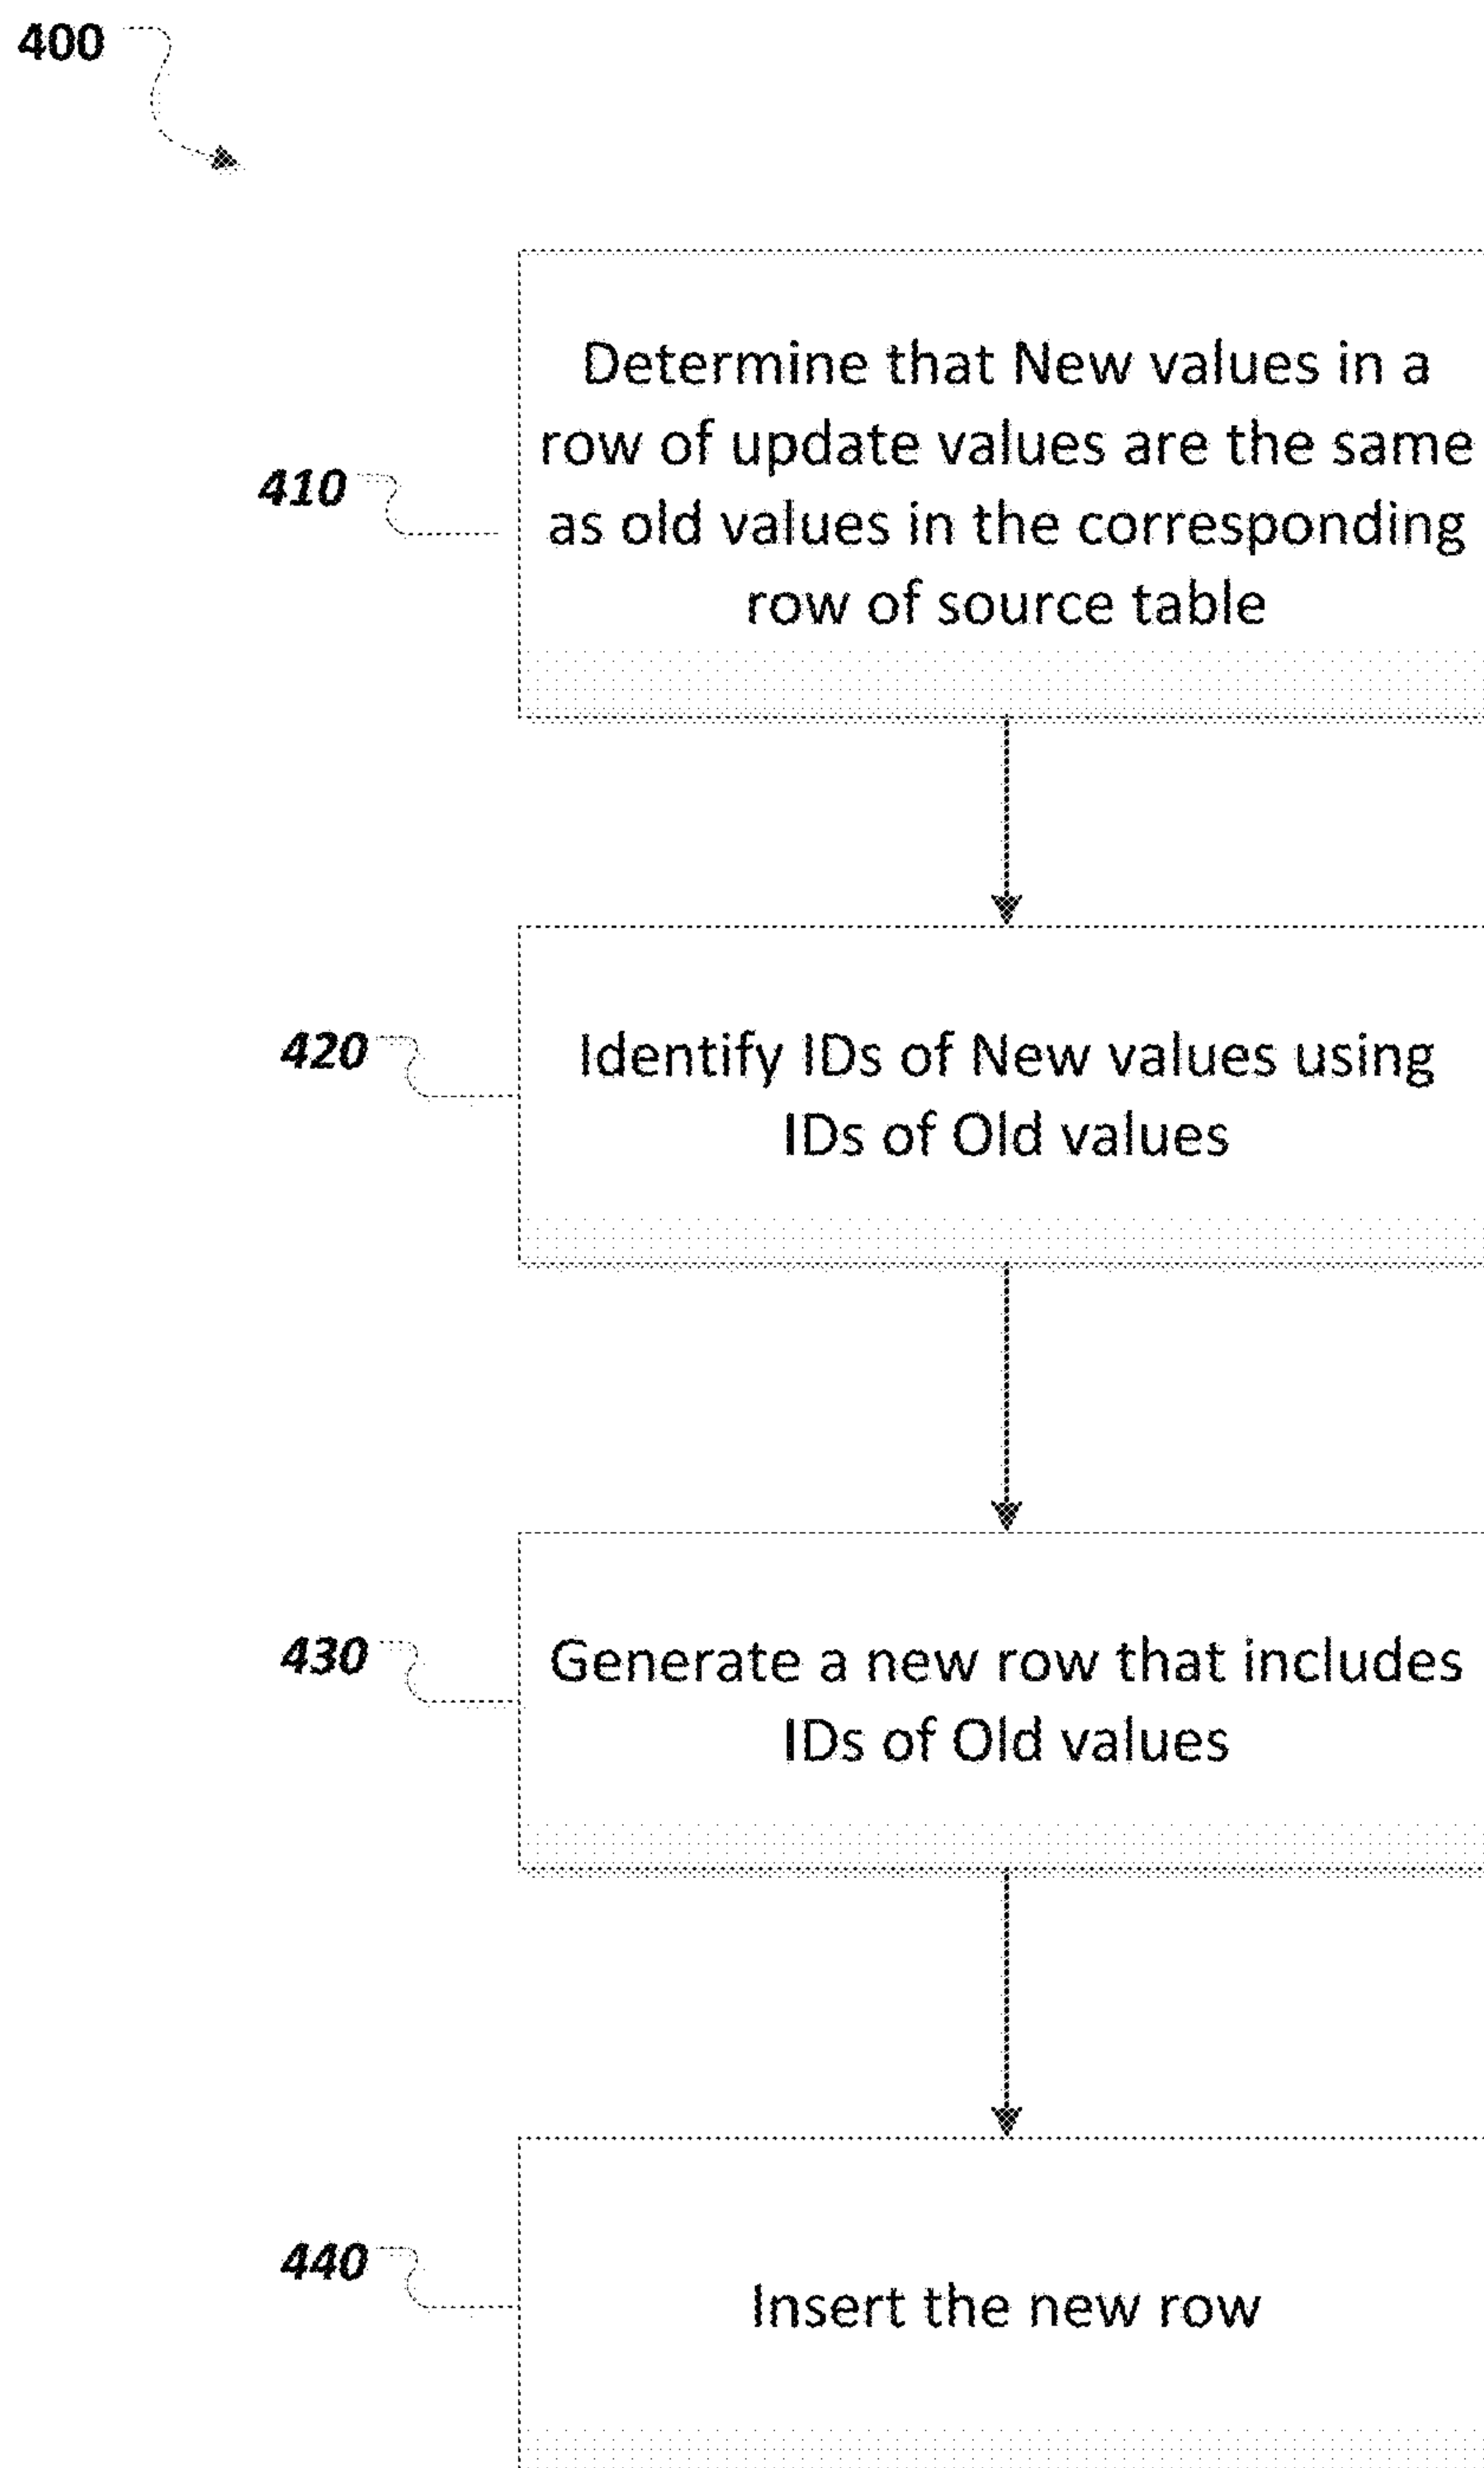 400
410
Determine that New values in a
row of update values are the same
as old values in the corresponding
row of source table
420
Identify IDs of New values using
IDs of Old values
430
Generate a new row that includes
IDs of Old values
440
Insert the new row